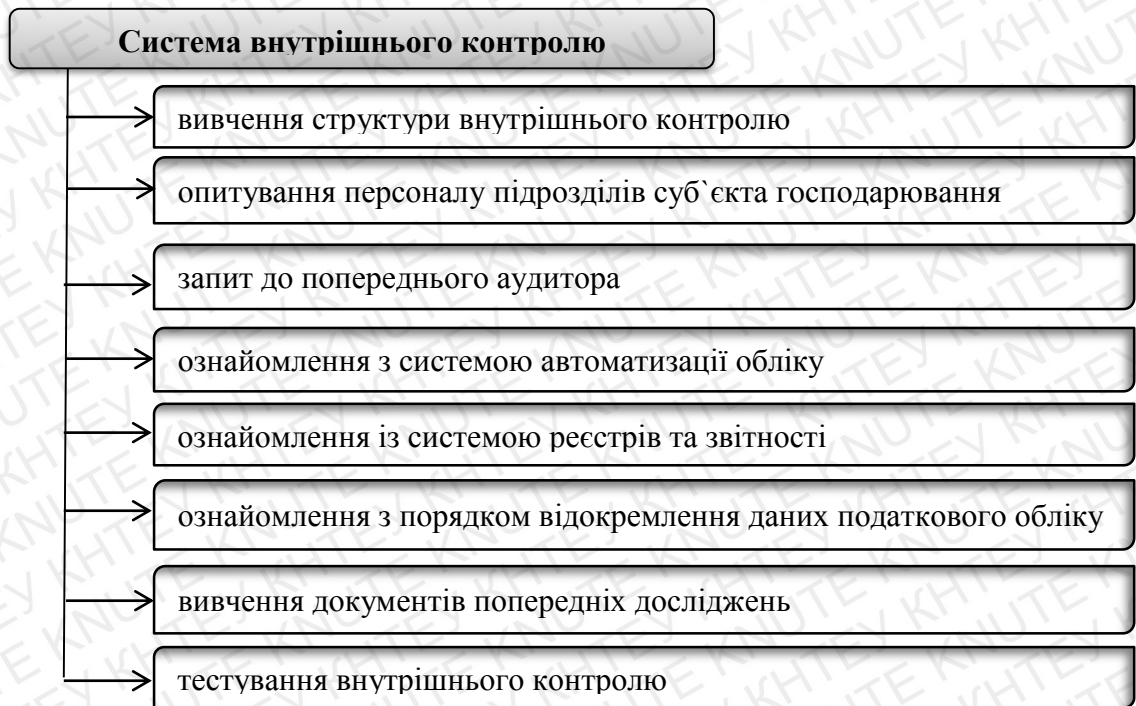 Система внутрішнього контролю
вивчення структури внутрішнього контролю
опитування персоналу підрозділів суб`єкта господарювання
запит до попереднього аудитора
ознайомлення з системою автоматизації обліку
ознайомлення із системою реєстрів та звітності
ознайомлення з порядком відокремлення даних податкового обліку
вивчення документів попередніх досліджень
тестування внутрішнього контролю